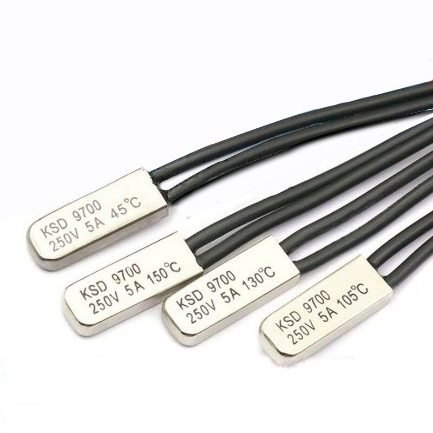 KSD 9700
250V 5A 45℃
KSD 9700
250V 5A 150℃
KSD 9700
250V 5A 130℃
KSD 9700
250V 5A 105℃